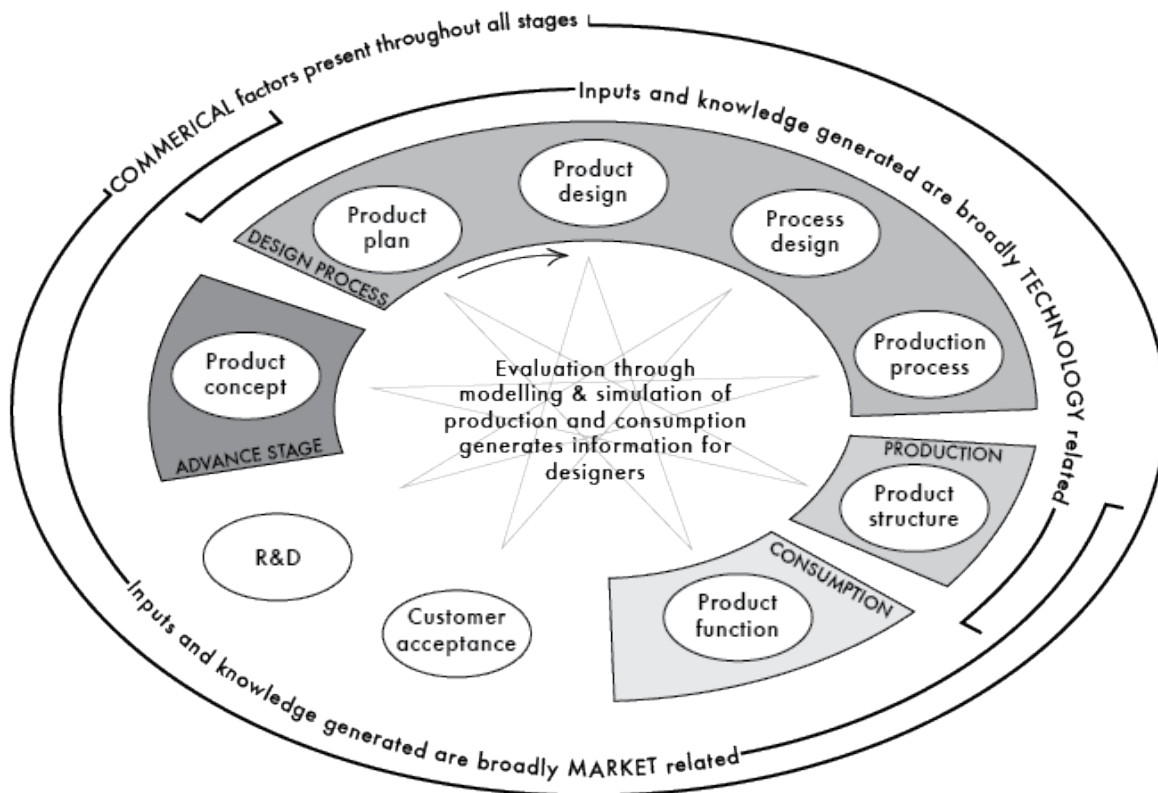 COMMERICAL factors present throughout all stages
Inputs and knowledge generated are broadly TECHNOLOGY related
Product
design
Product
plan
Process
design
DESIGN PROCESS
Production
process
Product
concept
ADVANCE STAGE
Evaluation through
modelling & simulation of
production and consumption
generates information for
designers
PRODUCTION
Product
structure
CONSUMPTION
Product
function
R&D
Customer
acceptance
Inputs and knowledge generated are broadly MARKET related